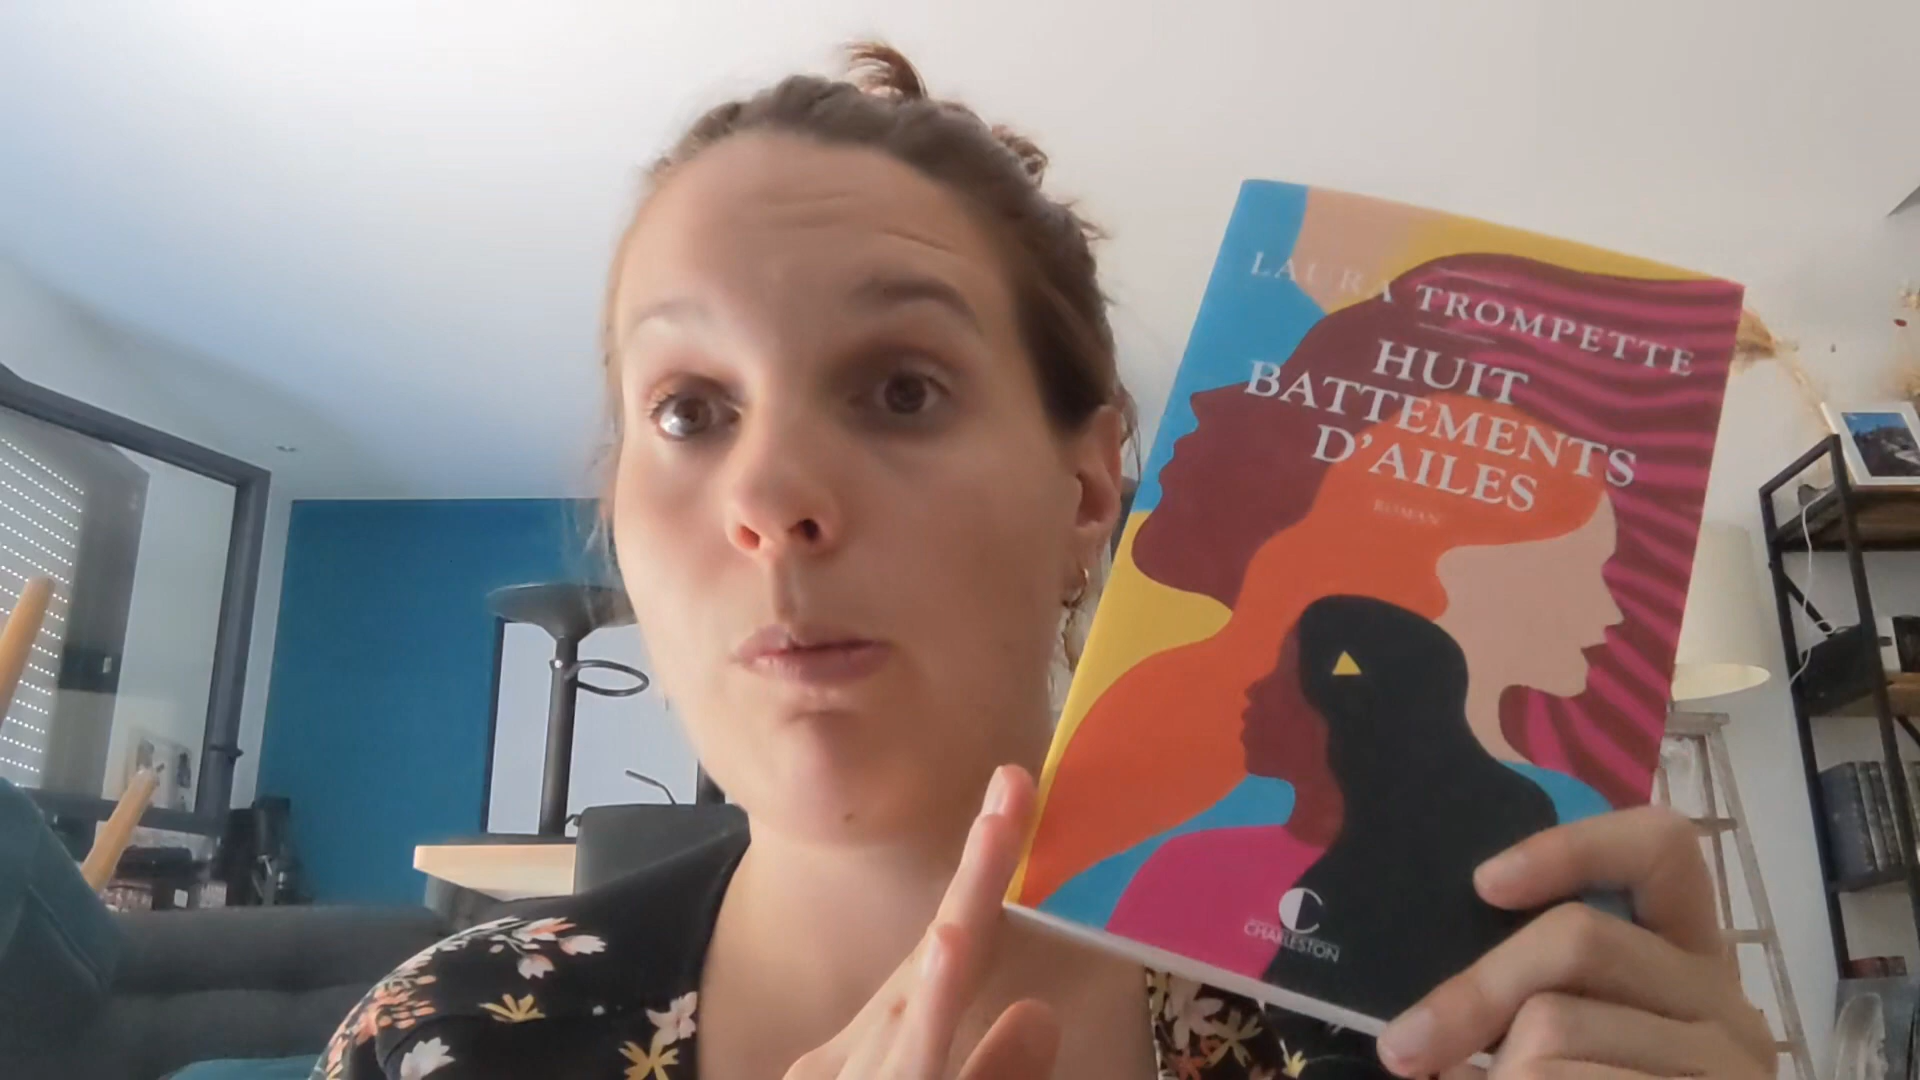 LAURA TROMPETTE
HUIT
BATTEMENTS
D'AILES
ROMAN
C
CHARLESTON